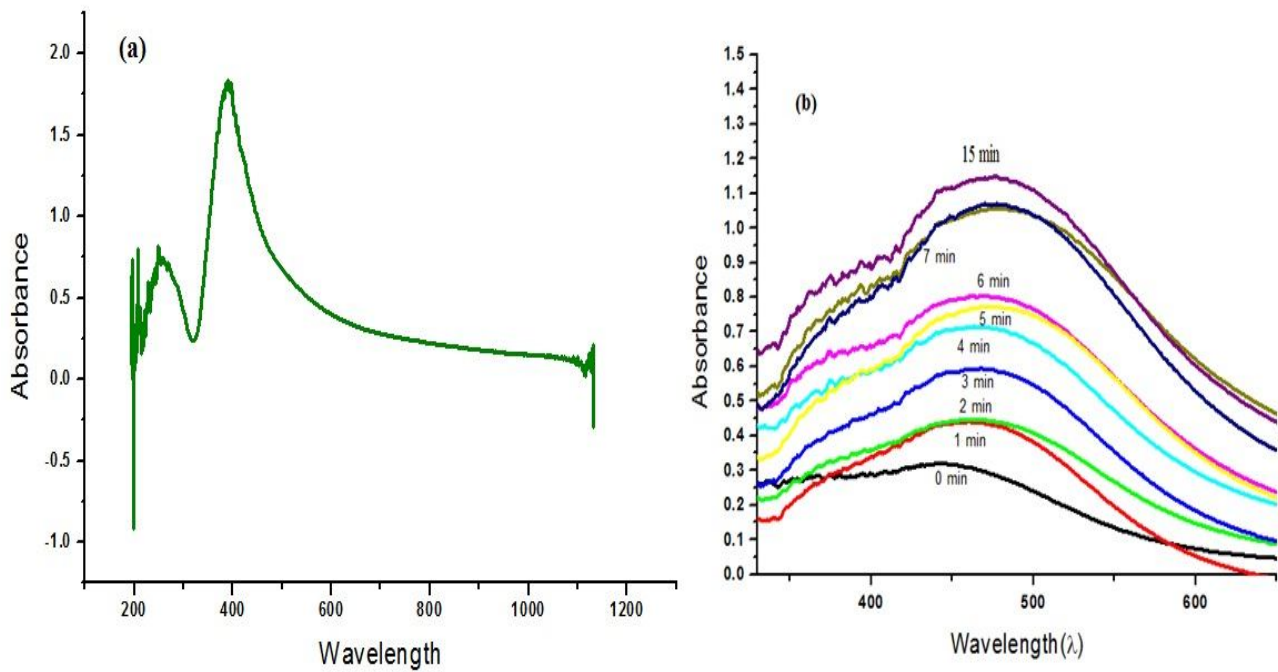 (a)
2.0
1.5
1.0
0.5
0.0
-0.5
-1.0
Absorbance
200 400 600 800 1000 1200
Wavelength
(b)
1.5
1.4
1.3
1.2
1.1
1.0
0.9
0.8
0.7
0.6
0.5
0.4
0.3
0.2
0.1
0.0
Absorbance
15 min
7 min
6 min
5 min
4 min
3 min
2 min
1 min
0 min
400 500 600
Wavelength(λ)